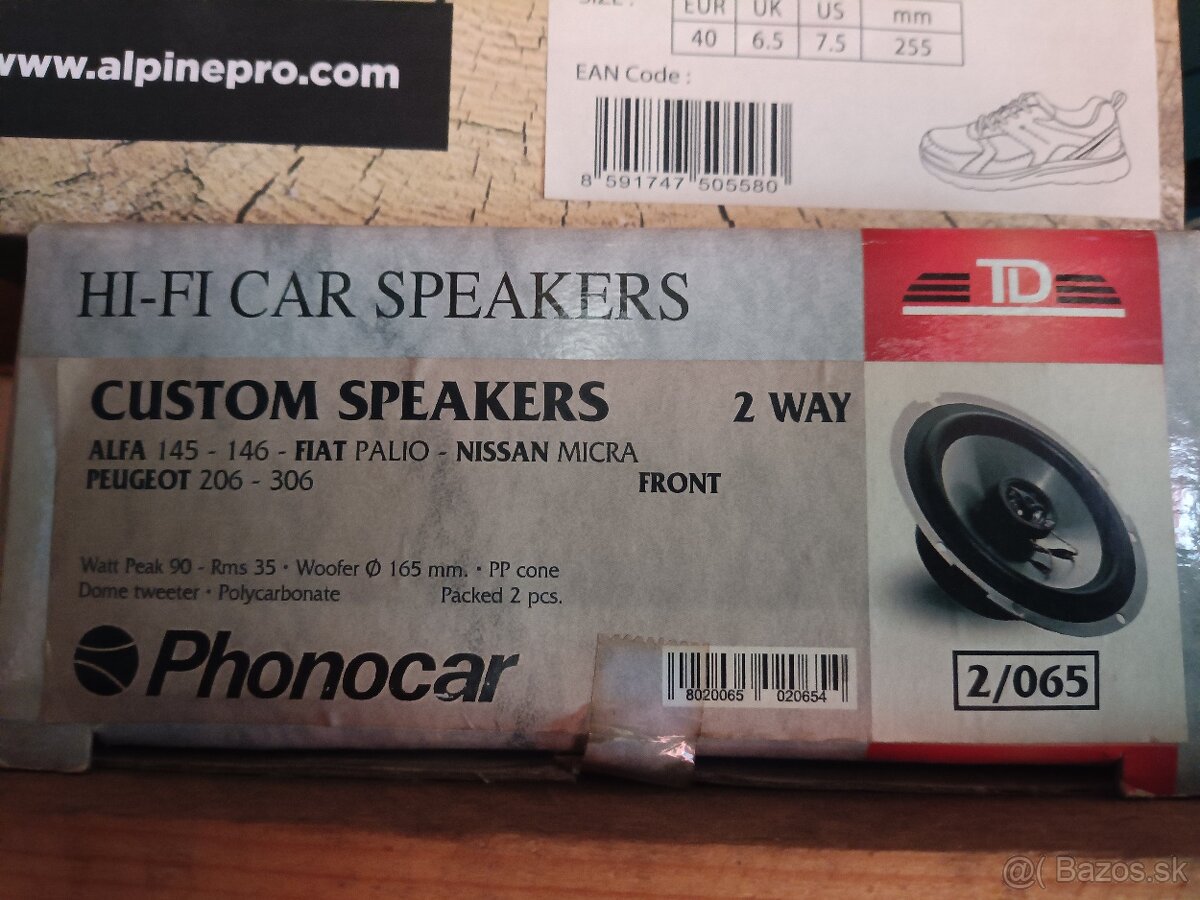 www.alpinepro.com
SIZE :
EUR UK US mm
40 6.5 7.5 255
EAN Code :
8 591747 505580
HI-FI CAR SPEAKERS
TD
CUSTOM SPEAKERS 2 WAY
ALFA 145 - 146 - FIAT PALIO - NISSAN MICRA
PEUGEOT 206 - 306 FRONT
Watt Peak 90 - Rms 35 · Woofer Ø 165 mm. · PP cone
Dome tweeter · Polycarbonate Packed 2 pcs.
Phonocar
8020065 020654
2/065
@( Bazos.sk